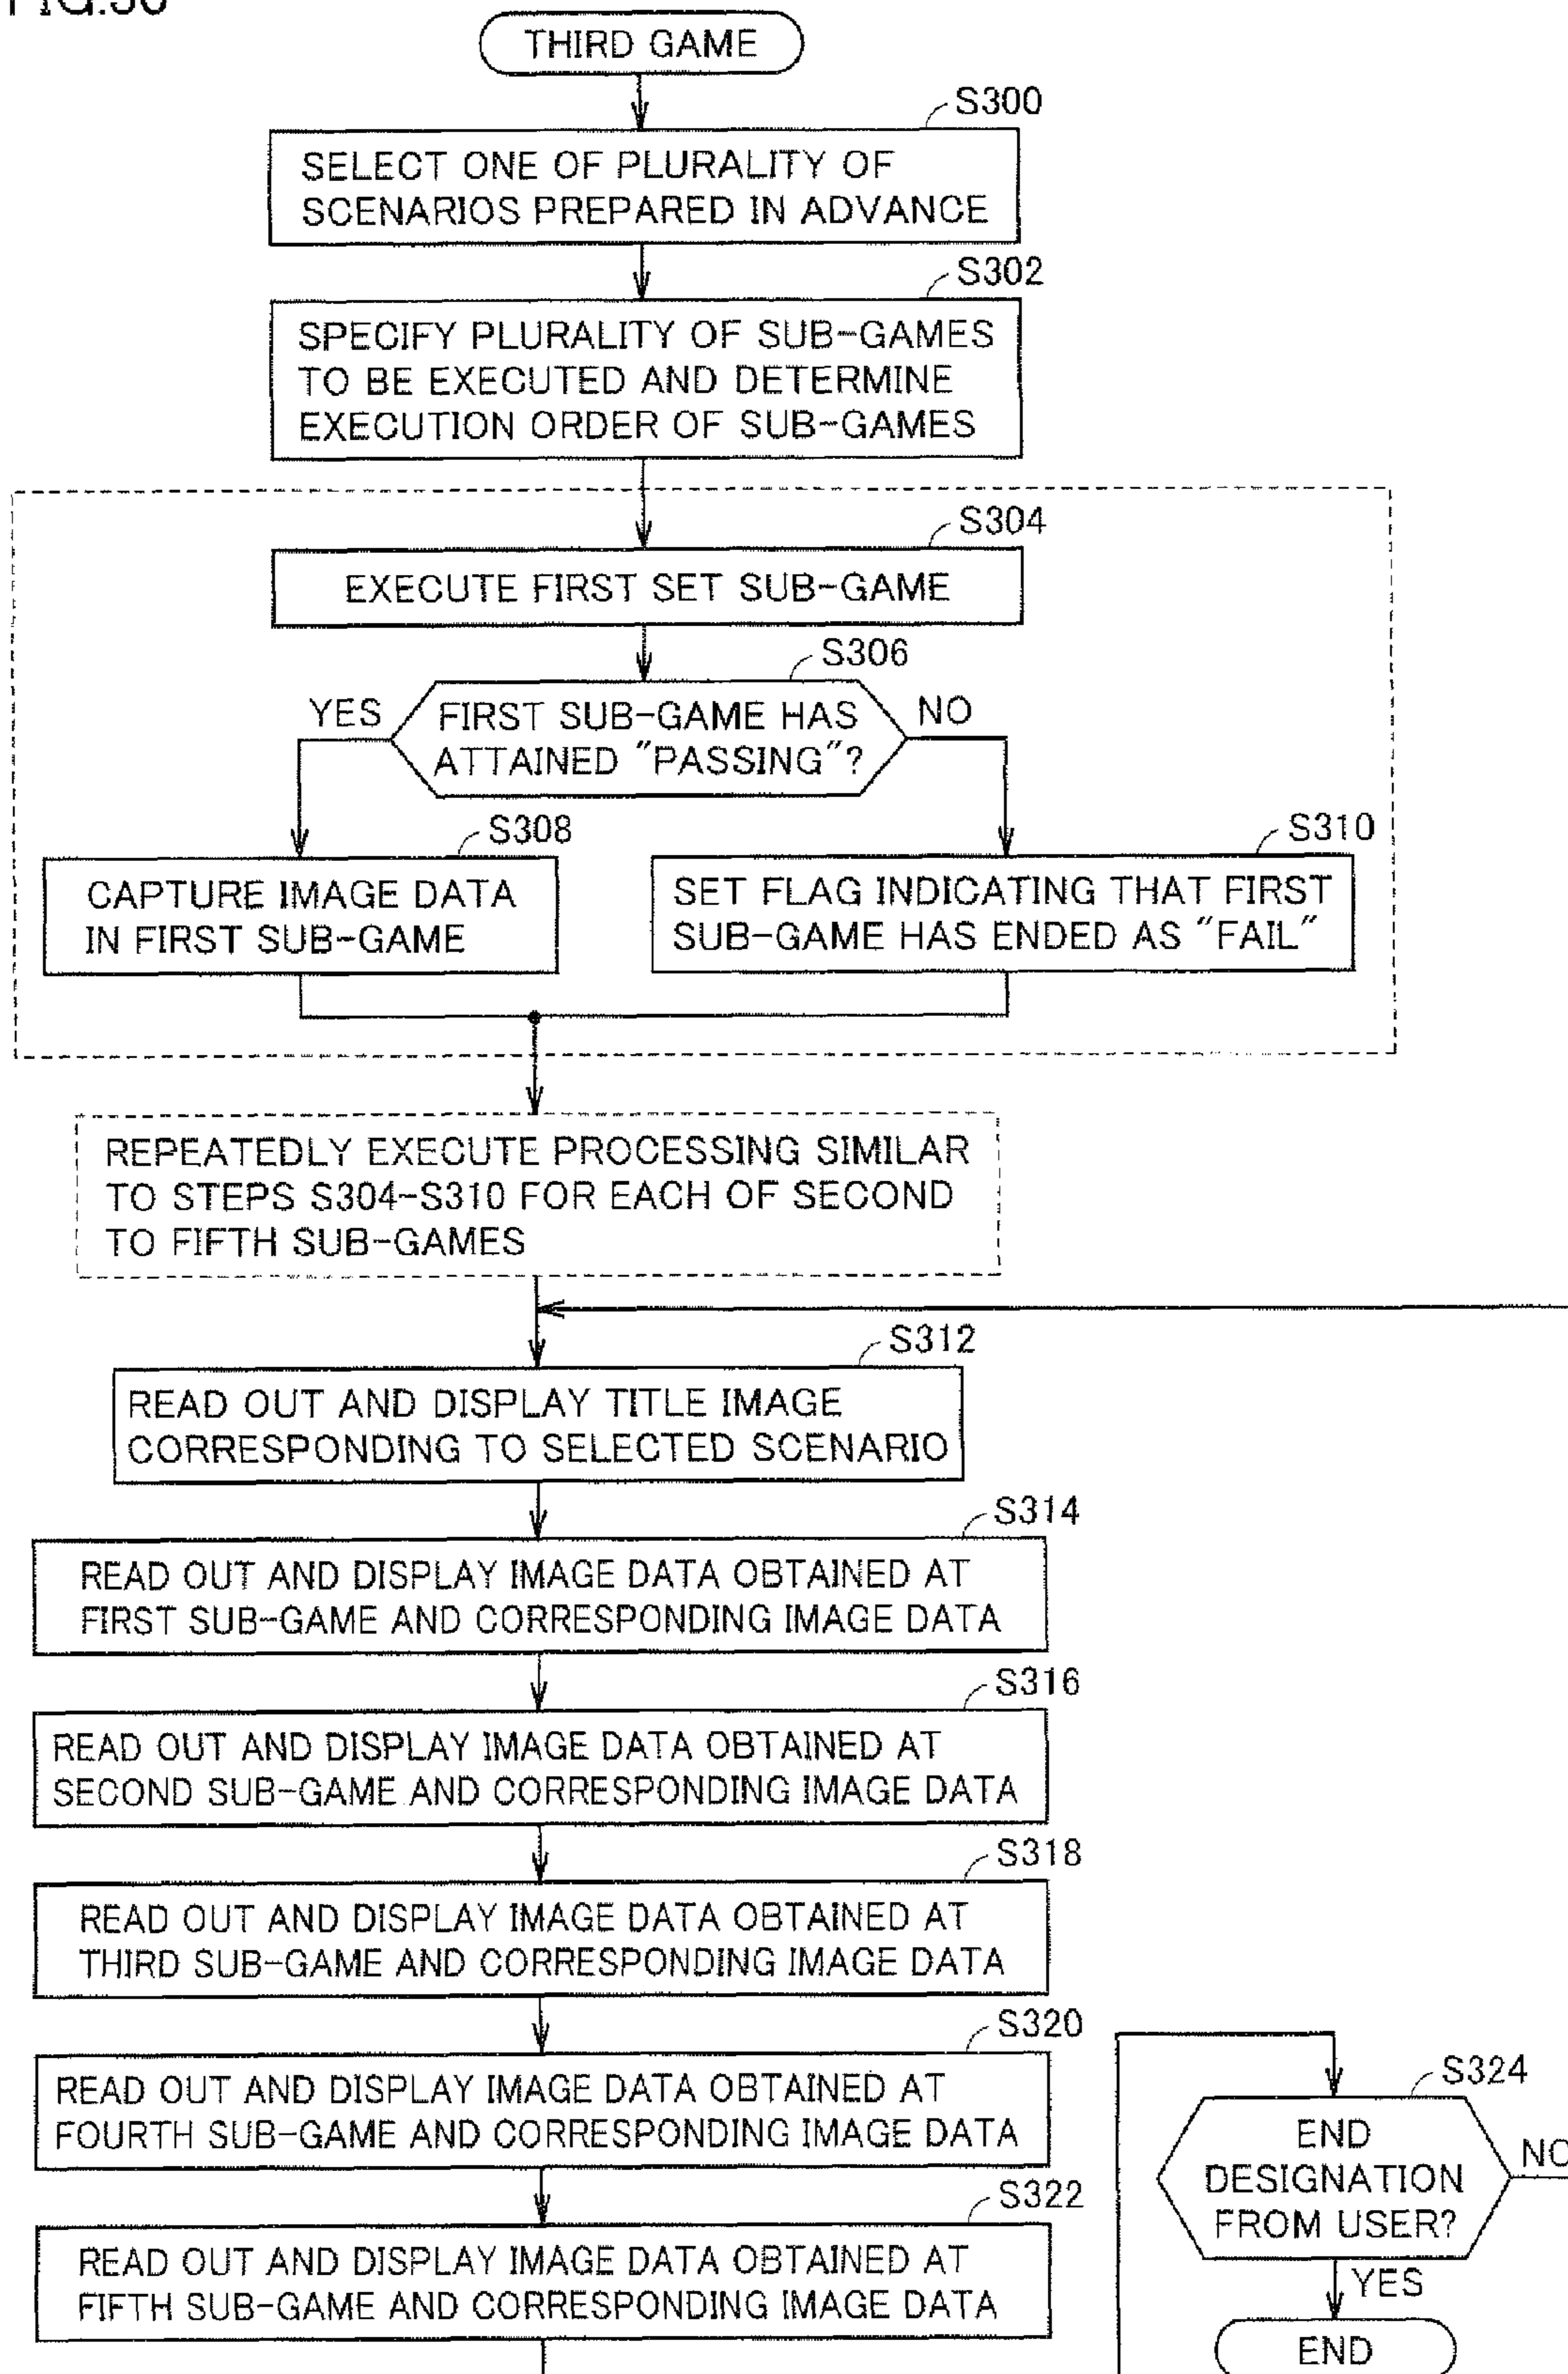 THIRD GAME
S300
SELECT ONE OF PLURALITY OF
SCENARIOS PREPARED IN ADVANCE
S302
SPECIFY PLURALITY OF SUB-GAMES
TO BE EXECUTED AND DETERMINE
EXECUTION ORDER OF SUB-GAMES
S304
EXECUTE FIRST SET SUB-GAME
S306
YES
FIRST SUB-GAME HAS
ATTAINED "PASSING"?
NO
S308
CAPTURE IMAGE DATA
IN FIRST SUB-GAME
S310
SET FLAG INDICATING THAT FIRST
SUB-GAME HAS ENDED AS "FAIL"
REPEATEDLY EXECUTE PROCESSING SIMILAR
TO STEPS S304-S310 FOR EACH OF SECOND
TO FIFTH SUB-GAMES
S312
READ OUT AND DISPLAY TITLE IMAGE
CORRESPONDING TO SELECTED SCENARIO
S314
READ OUT AND DISPLAY IMAGE DATA OBTAINED AT
FIRST SUB-GAME AND CORRESPONDING IMAGE DATA
S316
READ OUT AND DISPLAY IMAGE DATA OBTAINED AT
SECOND SUB-GAME AND CORRESPONDING IMAGE DATA
S318
READ OUT AND DISPLAY IMAGE DATA OBTAINED AT
THIRD SUB-GAME AND CORRESPONDING IMAGE DATA
S320
READ OUT AND DISPLAY IMAGE DATA OBTAINED AT
FOURTH SUB-GAME AND CORRESPONDING IMAGE DATA
S322
READ OUT AND DISPLAY IMAGE DATA OBTAINED AT
FIFTH SUB-GAME AND CORRESPONDING IMAGE DATA
S324
END
DESIGNATION
FROM USER?
NO
YES
END